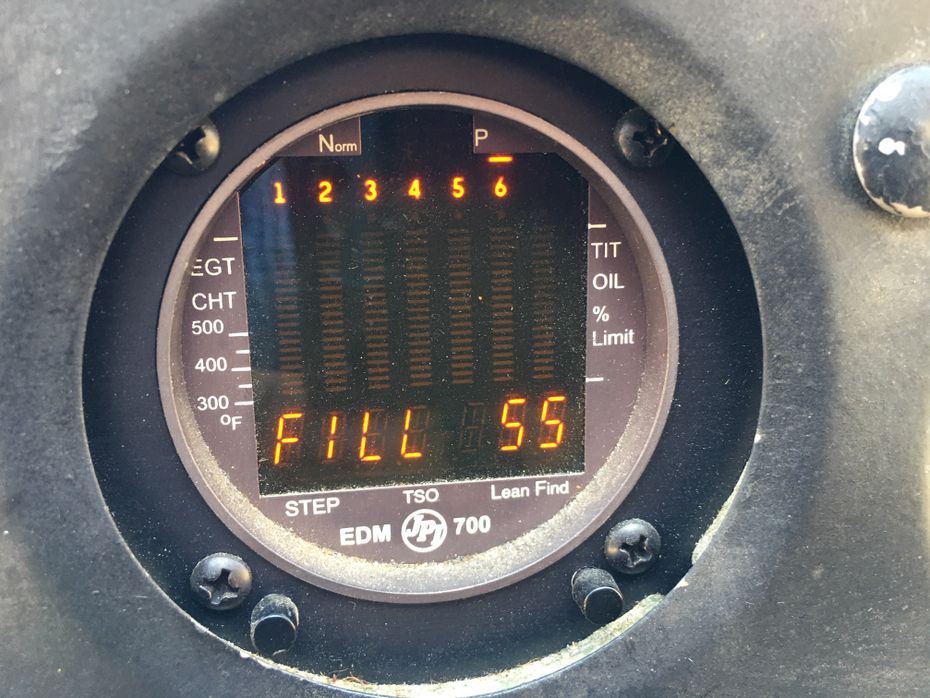 Norm P
1 2 3 4 5 6
EGT
CHT
500
400
300
°F
TIT
OIL
%
Limit
FILL 55
STEP TSO Lean Find
EDM JPI 700